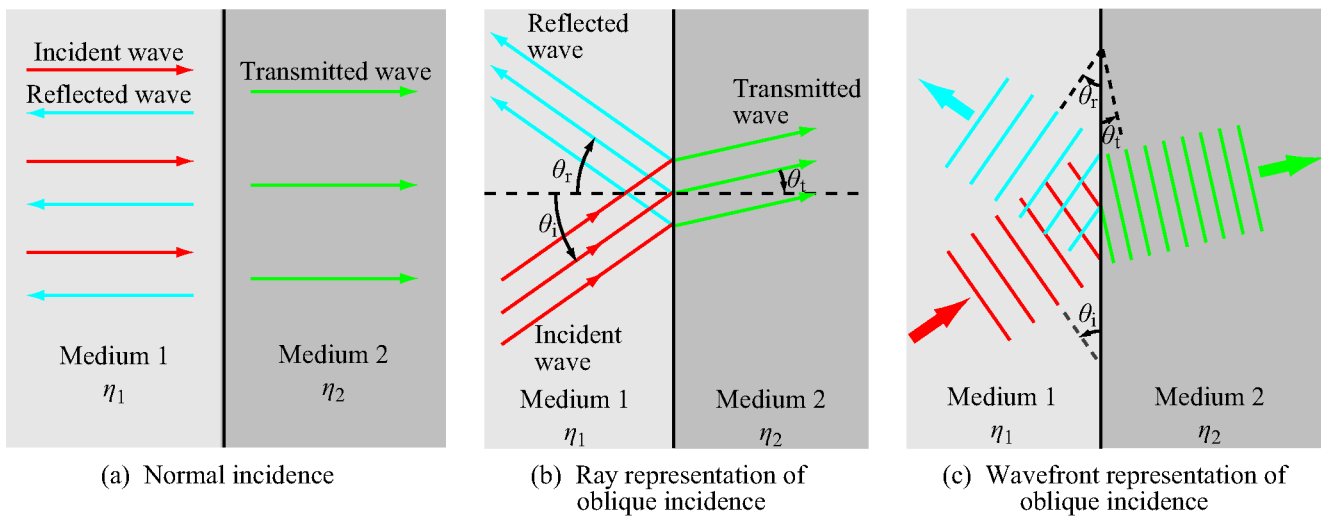 Incident wave
Reflected wave
Transmitted wave
Medium 1
η1
Medium 2
η2
(a) Normal incidence
Reflected
wave
Transmitted
wave
θr
θt
θi
Incident
wave
Medium 1
η1
Medium 2
η2
(b) Ray representation of
oblique incidence
θr
θt
θi
Medium 1
η1
Medium 2
η2
(c) Wavefront representation of
oblique incidence